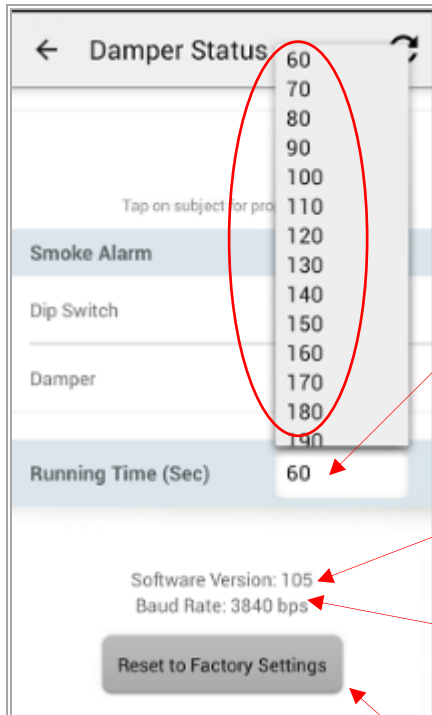 Damper Status
60
70
80
90
100
Tap on subject for pro
110
120
Smoke Alarm
130
140
Dip Switch
150
160
Damper
170
180
190
Running Time (Sec)
60
Software Version: 105
Baud Rate: 3840 bps
Reset to Factory Settings